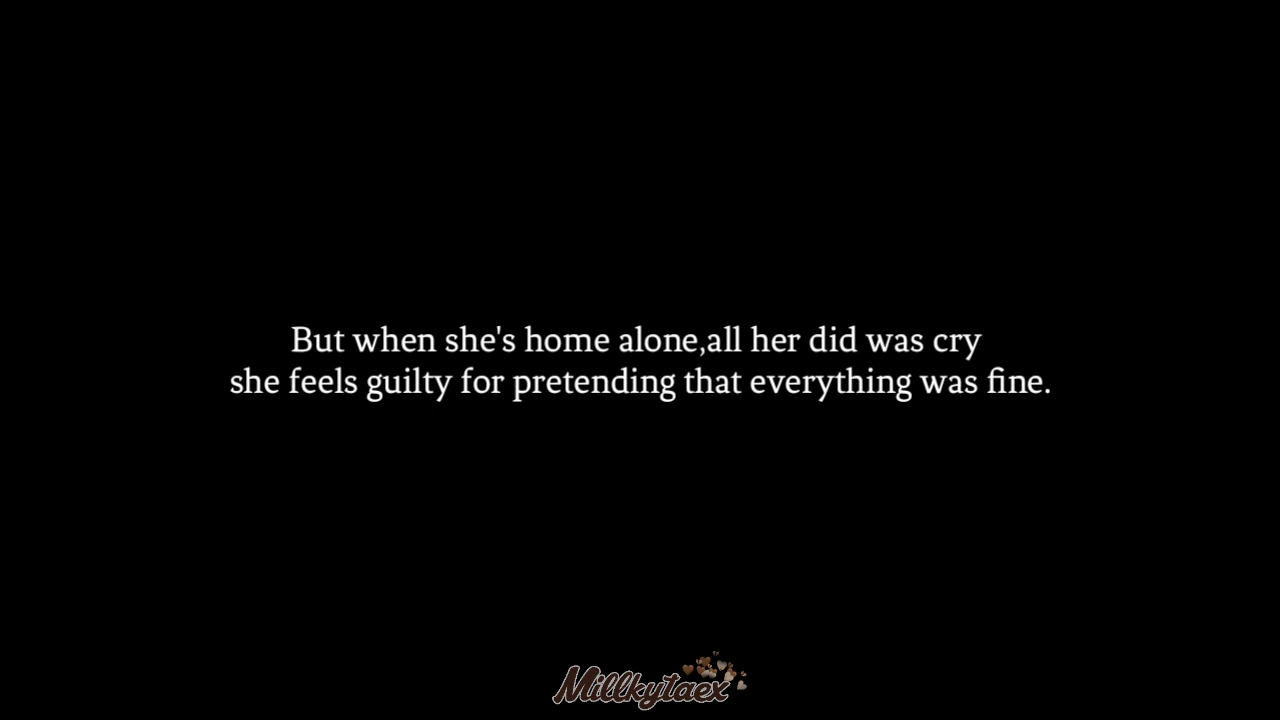 But when she's home alone,all her did was cry
she feels guilty for pretending that everything was fine.
Millkytaex